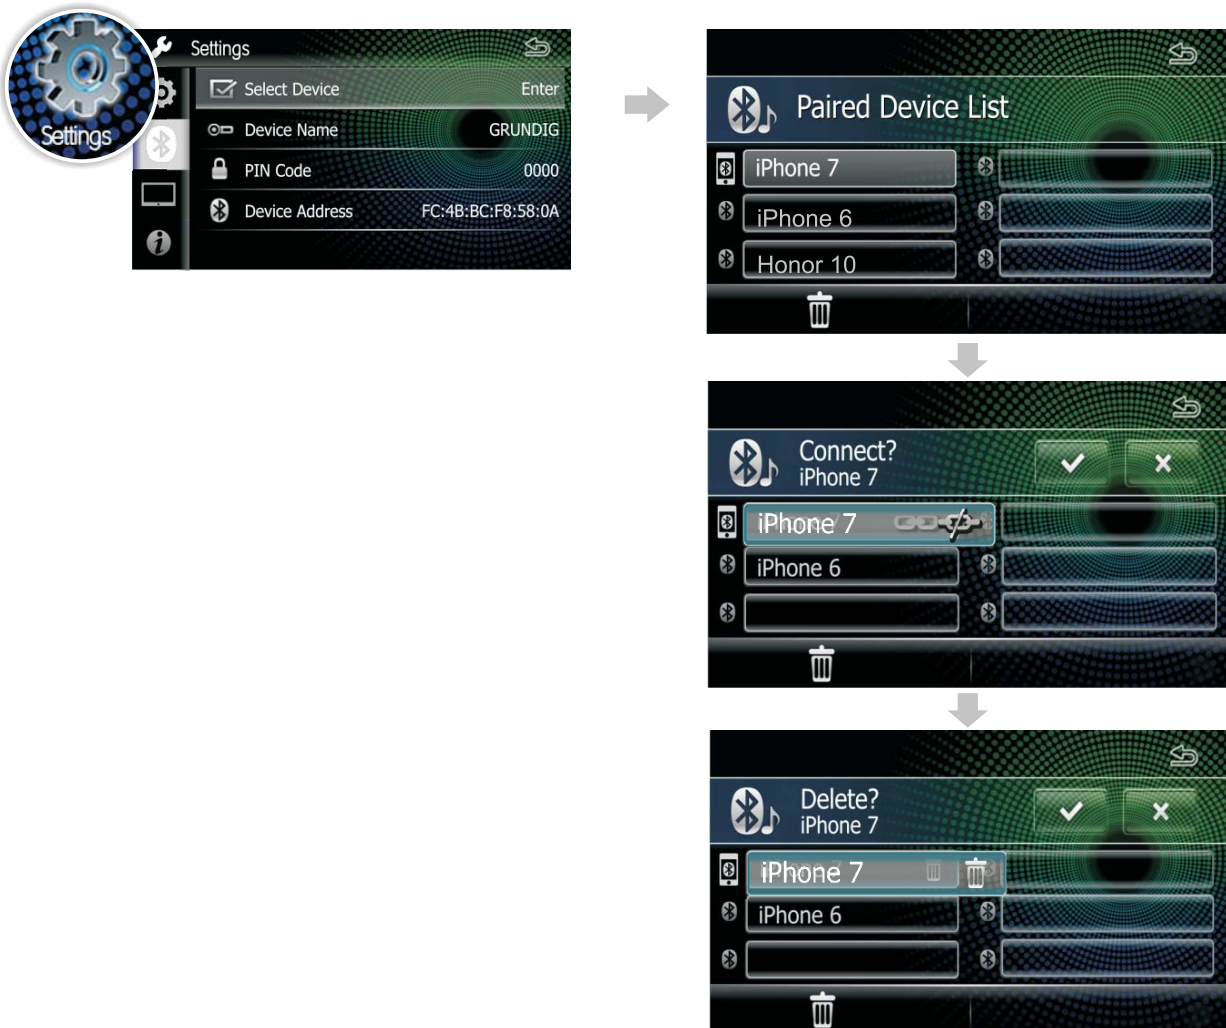 Settings
Settings
Select Device Enter
Device Name GRUNDIG
PIN Code 0000
Device Address FC:4B:BC:F8:58:0A
Paired Device List
iPhone 7
iPhone 6
Honor 10
Connect?
iPhone 7
iPhone 7
iPhone 6
Delete?
iPhone 7
iPhone 7
iPhone 6